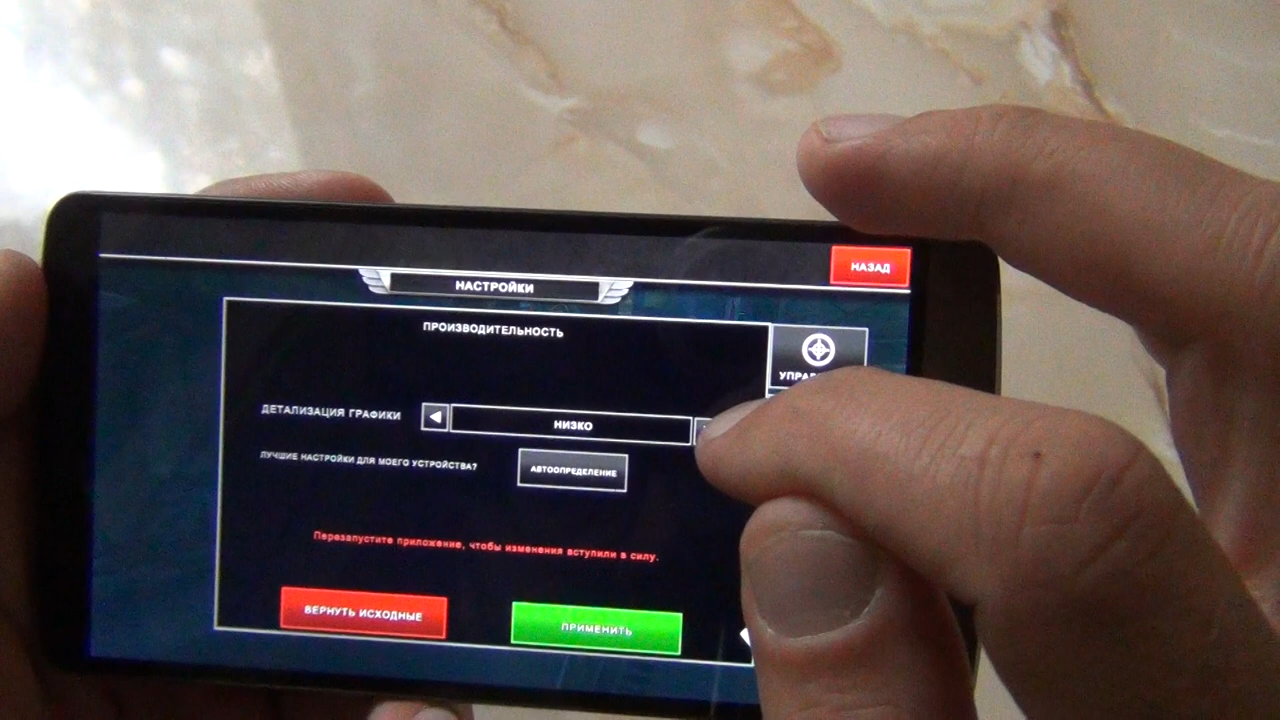 НАЗАД
НАСТРОЙКИ
ПРОИЗВОДИТЕЛЬНОСТЬ
ДЕТАЛИЗАЦИЯ ГРАФИКИ
НИЗКО
ЛУЧШИЕ НАСТРОЙКИ ДЛЯ МОЕГО УСТРОЙСТВА?
АВТООПРЕДЕЛЕНИЕ
Перезапустите приложение, чтобы изменения вступили в силу.
ВЕРНУТЬ ИСХОДНЫЕ
ПРИМЕНИТЬ